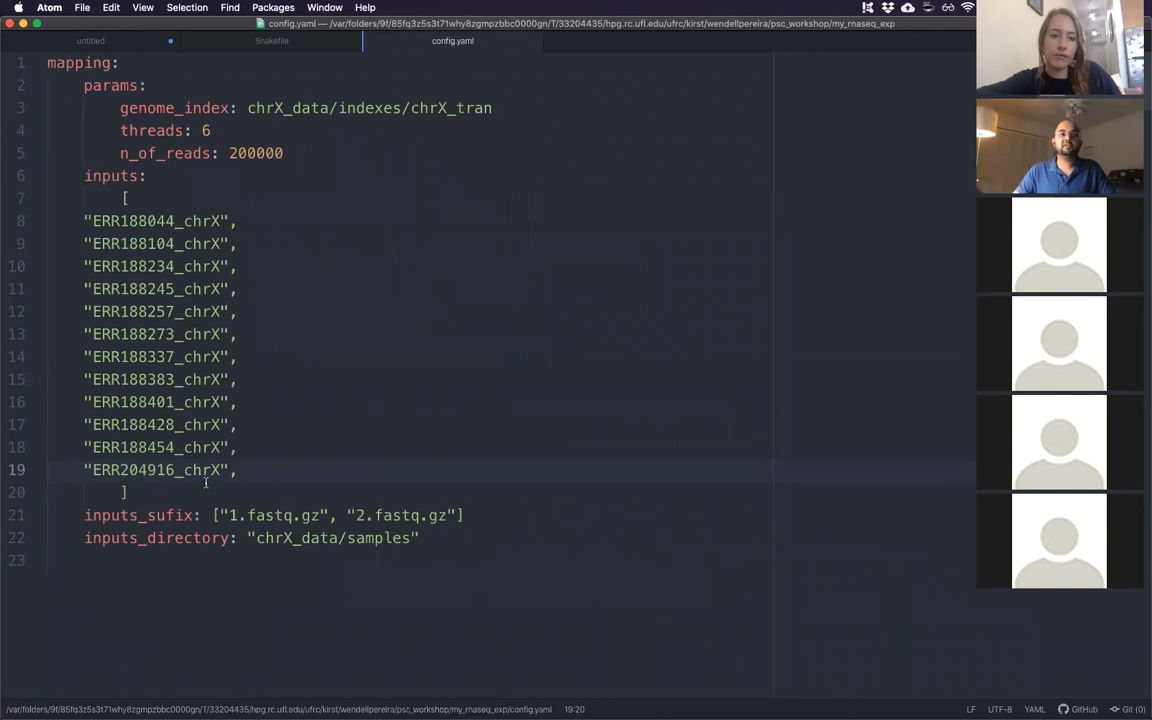 Atom File Edit View Selection Find Packages Window Help
config.yaml — /var/folders/9f/85fq3z5s3t71why8zgmpzbbc0000gn/T/33204435/hpg.rc.ufl.edu/ufrc/kirst/wendellpereira/psc_workshop/my_rnaseq_exp
untitled Snakefile config.yaml
1 mapping:
2 params:
3 genome_index: chrX_data/indexes/chrX_tran
4 threads: 6
5 n_of_reads: 200000
6 inputs:
7 [
8 "ERR188044_chrX",
9 "ERR188104_chrX",
10 "ERR188234_chrX",
11 "ERR188245_chrX",
12 "ERR188257_chrX",
13 "ERR188273_chrX",
14 "ERR188337_chrX",
15 "ERR188383_chrX",
16 "ERR188401_chrX",
17 "ERR188428_chrX",
18 "ERR188454_chrX",
19 "ERR204916_chrX",
20 ]
21 inputs_sufix: ["1.fastq.gz", "2.fastq.gz"]
22 inputs_directory: "chrX_data/samples"
23
/var/folders/9f/85fq3z5s3t71why8zgmpzbbc0000gn/T/33204435/hpg.rc.ufl.edu/ufrc/kirst/wendellpereira/psc_workshop/my_rnaseq_exp/config.yaml 19:20 LF UTF-8 YAML GitHub Git (0)